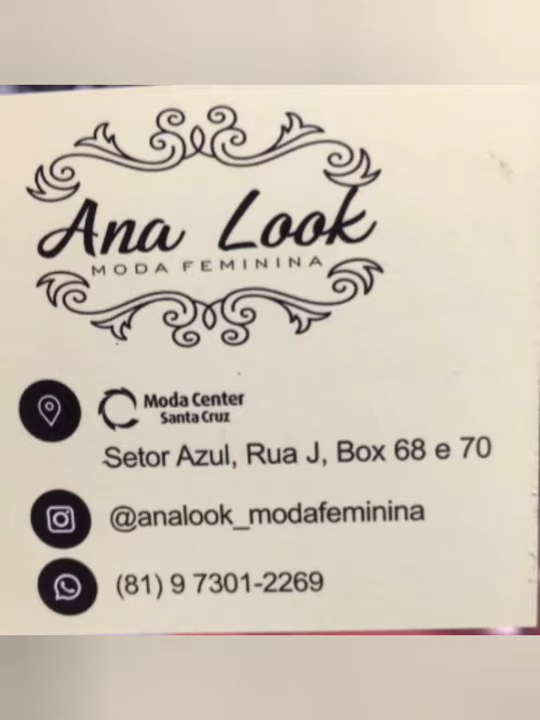 Ana Look
MODA FEMININA
Moda Center
Santa Cruz
Setor Azul, Rua J, Box 68 e 70
@analook_modafeminina
(81) 9 7301-2269